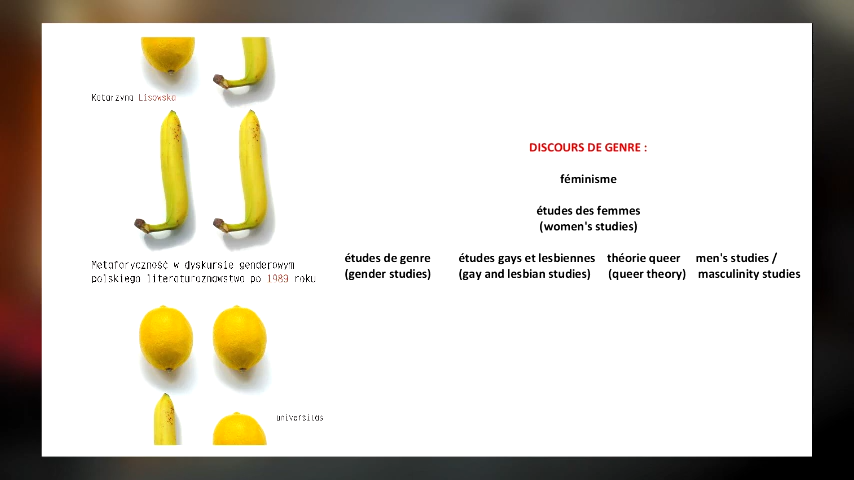 Katarzyna Lisowska
Metaforyczność w dyskursie genderowym
polskiego literaturoznawstwa po 1989 roku
universitas
DISCOURS DE GENRE :
féminisme
études des femmes
(women's studies)
études de genre études gays et lesbiennes théorie queer men's studies /
(gender studies) (gay and lesbian studies) (queer theory) masculinity studies